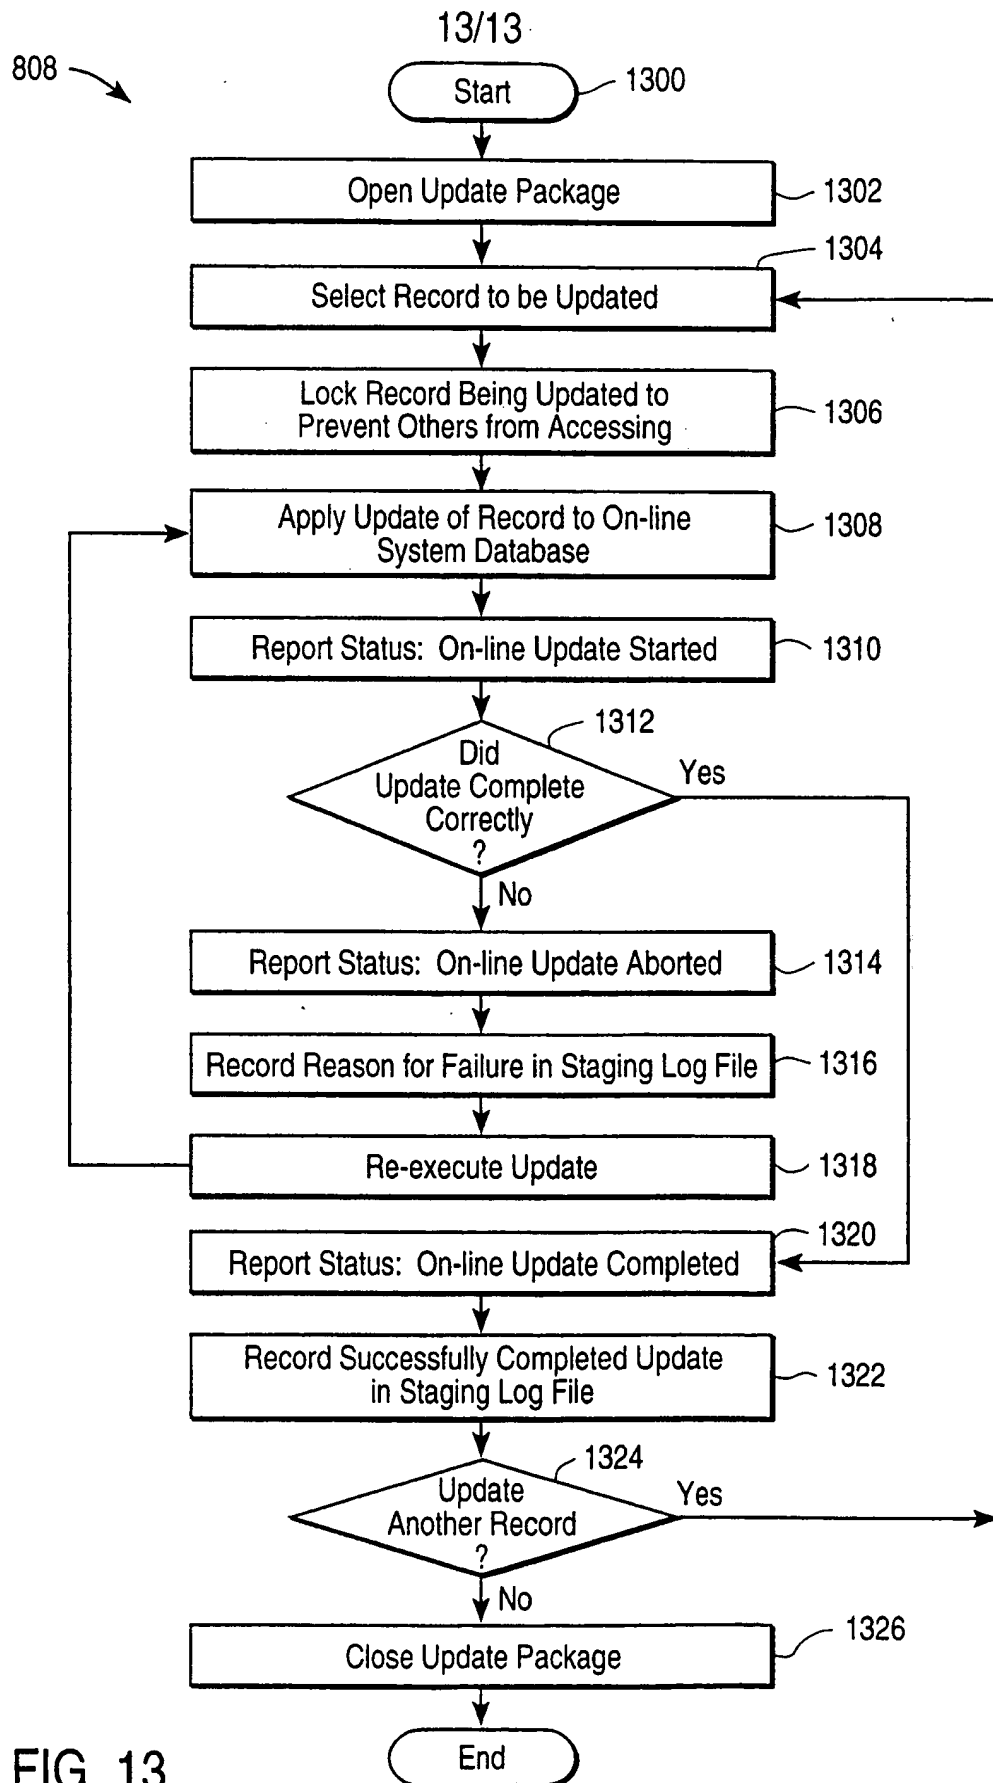 13/13
808
Start
1300
Open Update Package
1302
1304
Select Record to be Updated
Lock Record Being Updated to
Prevent Others from Accessing
1306
Apply Update of Record to On-line
System Database
1308
Report Status: On-line Update Started
1310
1312
Did
Update Complete
Correctly
?
Yes
No
Report Status: On-line Update Aborted
1314
Record Reason for Failure in Staging Log File
1316
Re-execute Update
1318
1320
Report Status: On-line Update Completed
Record Successfully Completed Update
in Staging Log File
1322
1324
Update
Another Record
?
Yes
No
1326
Close Update Package
End
FIG. 13